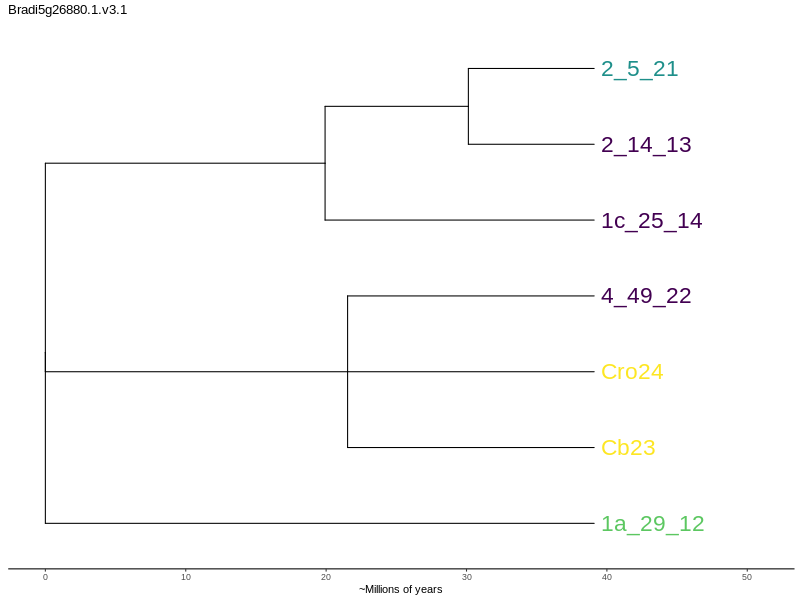 Bradi5g26880.1.v3.1
2_5_21
2_14_13
1c_25_14
4_49_22
Cro24
Cb23
1a_29_12
0 10 20 30 40 50
~Millions of years